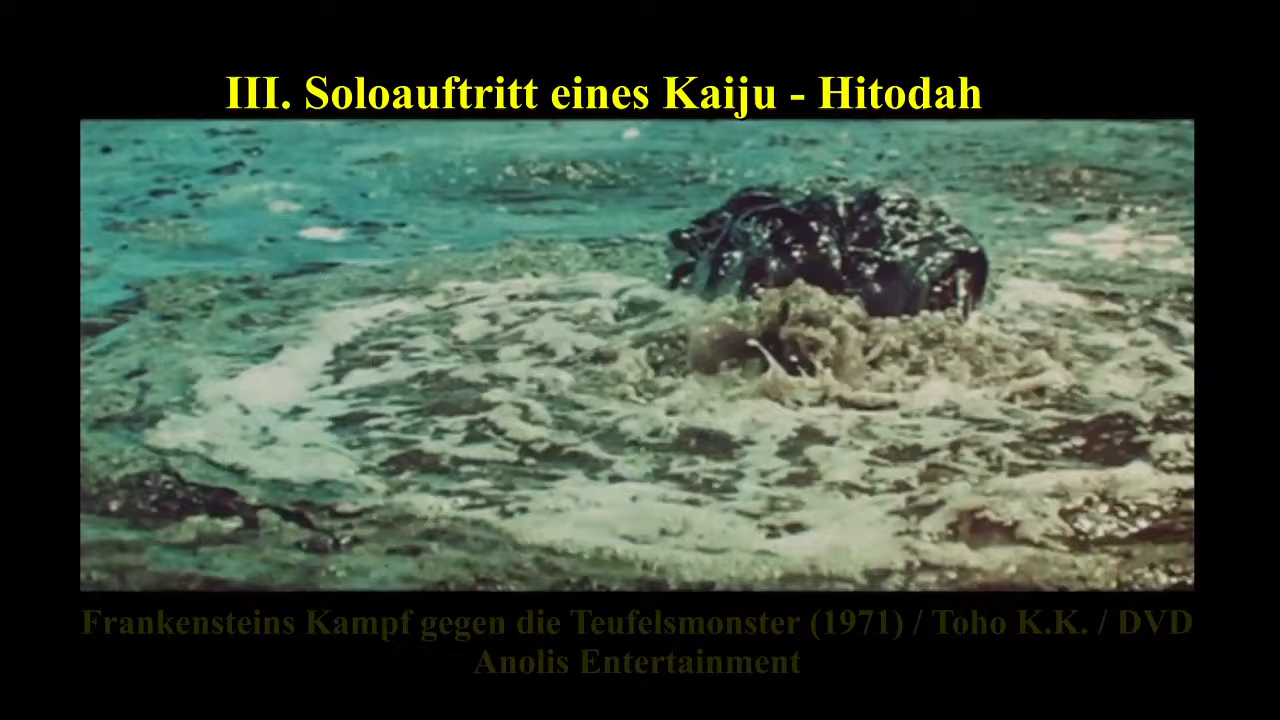 III. Soloauftritt eines Kaiju - Hitodah
Frankensteins Kampf gegen die Teufelsmonster (1971) / Toho K.K. / DVD
Anolis Entertainment